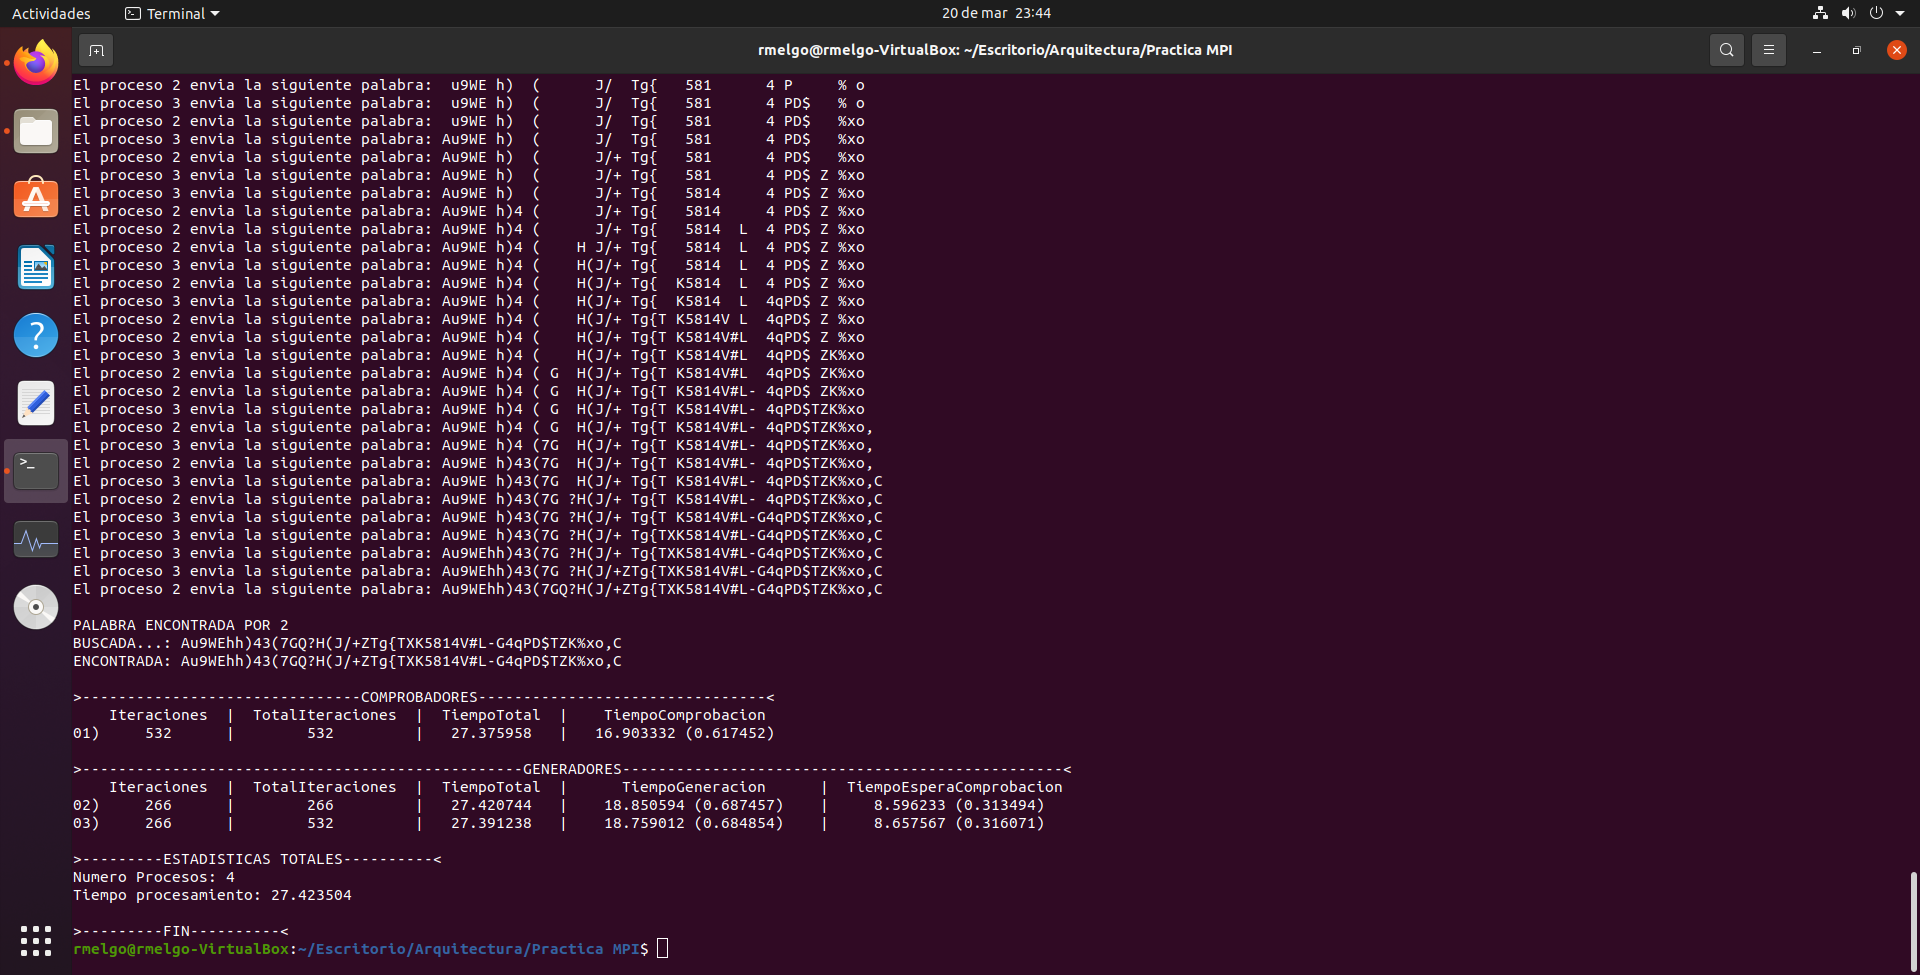 Actividades
Terminal
20 de mar 23:44
rmelgo@rmelgo-VirtualBox: ~/Escritorio/Arquitectura/Practica MPI
El proceso 2 envia la siguiente palabra:  u9WE h)  (      J/  Tg{   581      4 P     % o
El proceso 3 envia la siguiente palabra:  u9WE h)  (      J/  Tg{   581      4 PD$   % o
El proceso 2 envia la siguiente palabra:  u9WE h)  (      J/  Tg{   581      4 PD$   %xo
El proceso 3 envia la siguiente palabra: Au9WE h)  (      J/  Tg{   581      4 PD$   %xo
El proceso 2 envia la siguiente palabra: Au9WE h)  (      J/+ Tg{   581      4 PD$   %xo
El proceso 3 envia la siguiente palabra: Au9WE h)  (      J/+ Tg{   581      4 PD$ Z %xo
El proceso 3 envia la siguiente palabra: Au9WE h)  (      J/+ Tg{   5814     4 PD$ Z %xo
El proceso 2 envia la siguiente palabra: Au9WE h)4 (      J/+ Tg{   5814     4 PD$ Z %xo
El proceso 2 envia la siguiente palabra: Au9WE h)4 (      J/+ Tg{   5814  L  4 PD$ Z %xo
El proceso 2 envia la siguiente palabra: Au9WE h)4 (    H J/+ Tg{   5814  L  4 PD$ Z %xo
El proceso 3 envia la siguiente palabra: Au9WE h)4 (    H(J/+ Tg{   5814  L  4 PD$ Z %xo
El proceso 2 envia la siguiente palabra: Au9WE h)4 (    H(J/+ Tg{  K5814  L  4 PD$ Z %xo
El proceso 3 envia la siguiente palabra: Au9WE h)4 (    H(J/+ Tg{  K5814  L  4qPD$ Z %xo
El proceso 2 envia la siguiente palabra: Au9WE h)4 (    H(J/+ Tg{T K5814V L  4qPD$ Z %xo
El proceso 2 envia la siguiente palabra: Au9WE h)4 (    H(J/+ Tg{T K5814V#L  4qPD$ Z %xo
El proceso 3 envia la siguiente palabra: Au9WE h)4 (    H(J/+ Tg{T K5814V#L  4qPD$ ZK%xo
El proceso 2 envia la siguiente palabra: Au9WE h)4 ( G  H(J/+ Tg{T K5814V#L  4qPD$ ZK%xo
El proceso 2 envia la siguiente palabra: Au9WE h)4 ( G  H(J/+ Tg{T K5814V#L- 4qPD$ ZK%xo
El proceso 3 envia la siguiente palabra: Au9WE h)4 ( G  H(J/+ Tg{T K5814V#L- 4qPD$TZK%xo
El proceso 2 envia la siguiente palabra: Au9WE h)4 ( G  H(J/+ Tg{T K5814V#L- 4qPD$TZK%xo,
El proceso 3 envia la siguiente palabra: Au9WE h)4 (7G  H(J/+ Tg{T K5814V#L- 4qPD$TZK%xo,
El proceso 2 envia la siguiente palabra: Au9WE h)43(7G  H(J/+ Tg{T K5814V#L- 4qPD$TZK%xo,
El proceso 3 envia la siguiente palabra: Au9WE h)43(7G  H(J/+ Tg{T K5814V#L- 4qPD$TZK%xo,C
El proceso 2 envia la siguiente palabra: Au9WE h)43(7G ?H(J/+ Tg{T K5814V#L- 4qPD$TZK%xo,C
El proceso 3 envia la siguiente palabra: Au9WE h)43(7G ?H(J/+ Tg{T K5814V#L-G4qPD$TZK%xo,C
El proceso 3 envia la siguiente palabra: Au9WE h)43(7G ?H(J/+ Tg{TXK5814V#L-G4qPD$TZK%xo,C
El proceso 3 envia la siguiente palabra: Au9WEhh)43(7G ?H(J/+ Tg{TXK5814V#L-G4qPD$TZK%xo,C
El proceso 3 envia la siguiente palabra: Au9WEhh)43(7G ?H(J/+ZTg{TXK5814V#L-G4qPD$TZK%xo,C
El proceso 2 envia la siguiente palabra: Au9WEhh)43(7GQ?H(J/+ZTg{TXK5814V#L-G4qPD$TZK%xo,C
PALABRA ENCONTRADA POR 2
BUSCADA...: Au9WEhh)43(7GQ?H(J/+ZTg{TXK5814V#L-G4qPD$TZK%xo,C
ENCONTRADA: Au9WEhh)43(7GQ?H(J/+ZTg{TXK5814V#L-G4qPD$TZK%xo,C
>-------------------------------COMPROBADORES--------------------------------<
Iteraciones  |  TotalIteraciones  |  TiempoTotal  |    TiempoComprobacion
01)     532      |        532         |   27.375958   |   16.903332 (0.617452)
>-------------------------------------------------GENERADORES-------------------------------------------------<
Iteraciones  |  TotalIteraciones  |  TiempoTotal  |      TiempoGeneracion      |  TiempoEsperaComprobacion
02)     266      |        266         |   27.420744   |    18.850594 (0.687457)    |     8.596233 (0.313494)
03)     266      |        532         |   27.391238   |    18.759012 (0.684854)    |     8.657567 (0.316071)
>---------ESTADISTICAS TOTALES----------<
Numero Procesos: 4
Tiempo procesamiento: 27.423504
>---------FIN----------<
rmelgo@rmelgo-VirtualBox:~/Escritorio/Arquitectura/Practica MPI$